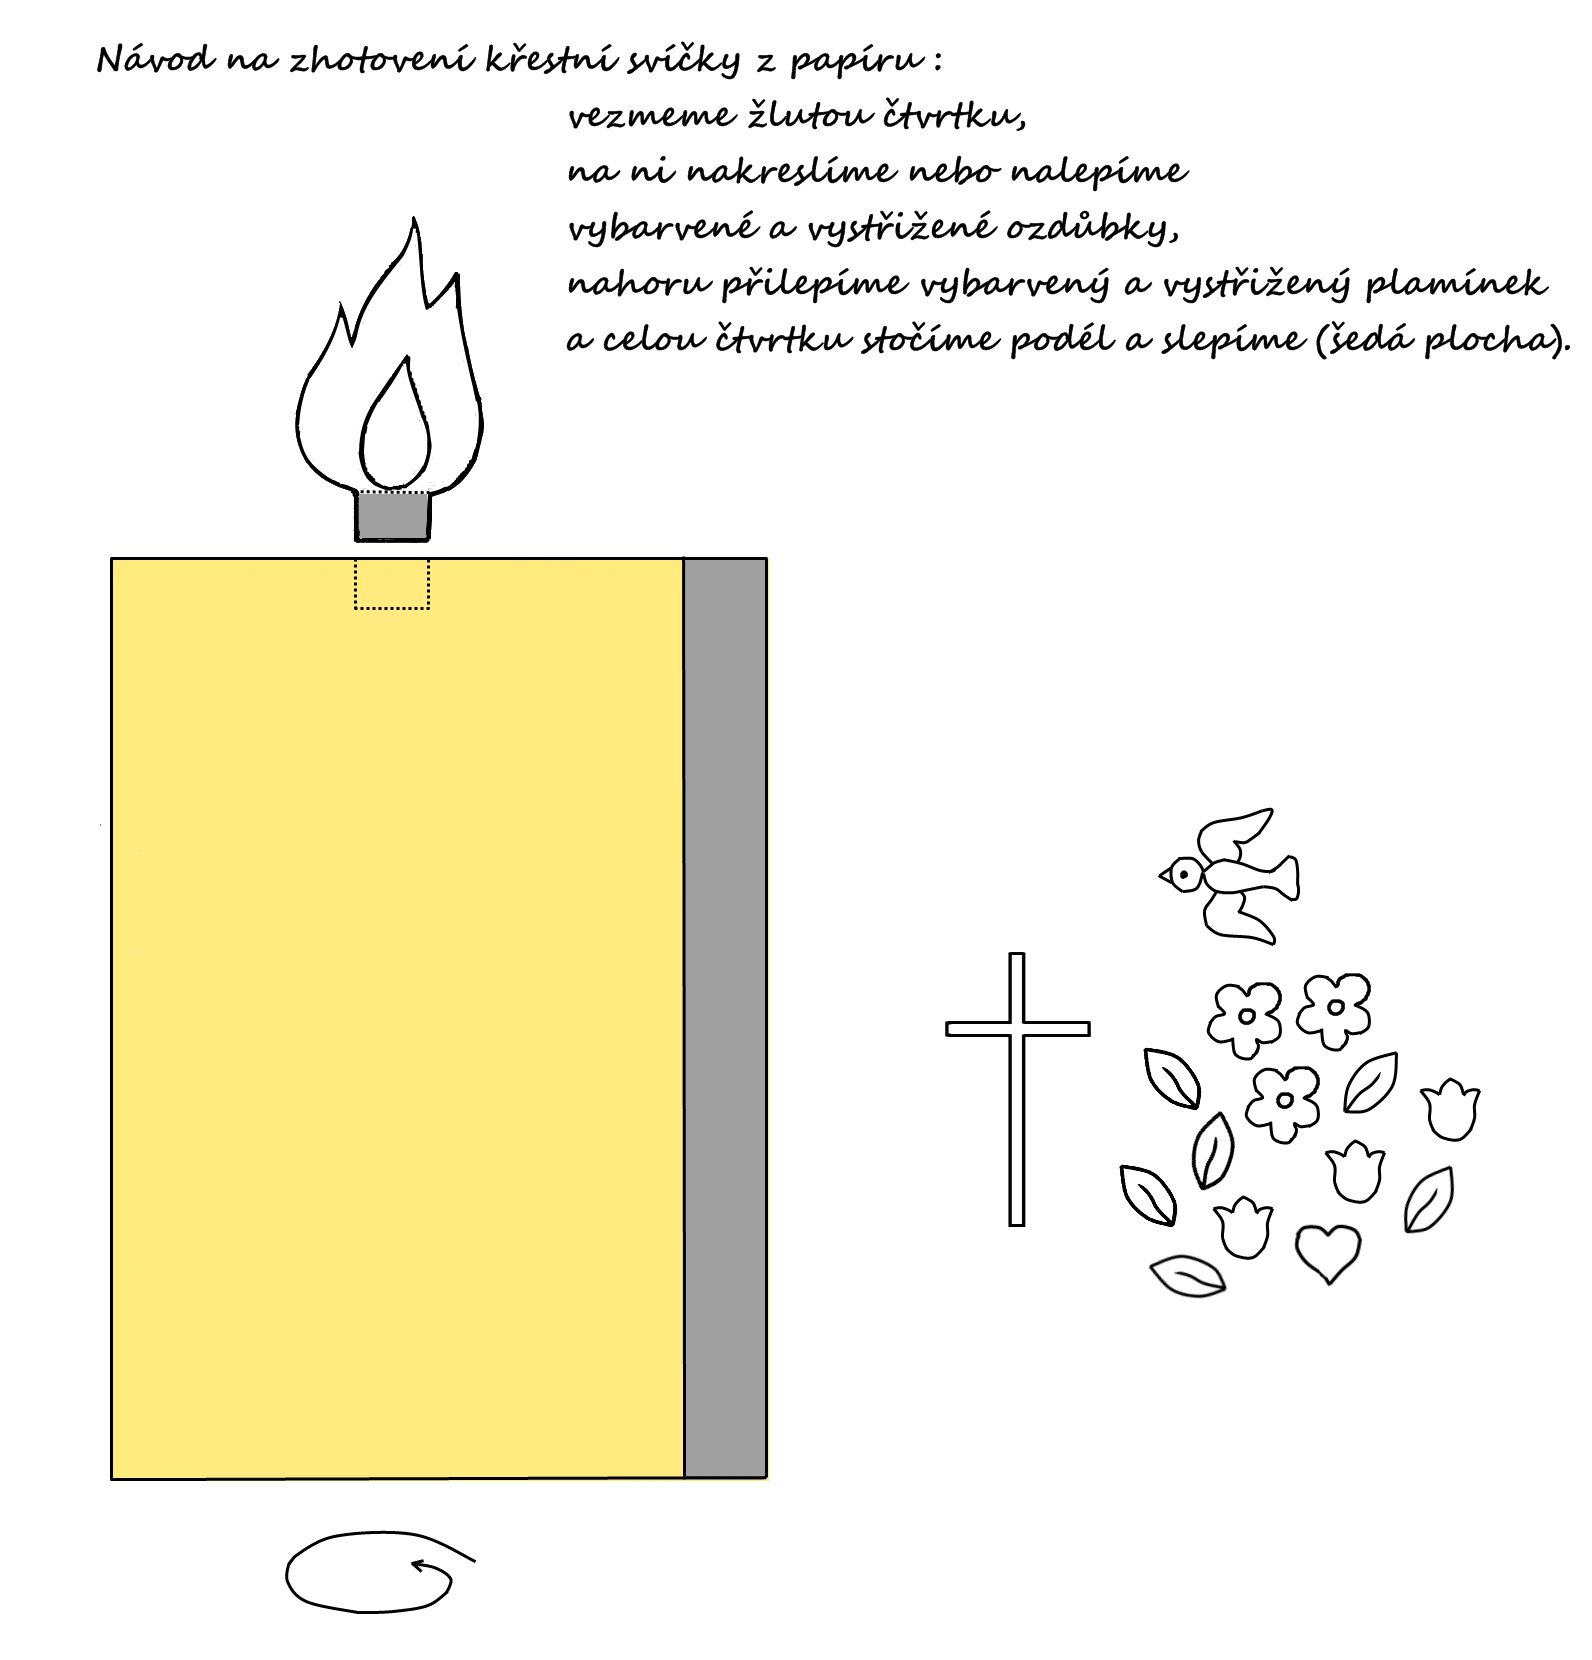 Návod na zhotovení křestní svíčky z papíru :
vezmeme žlutou čtvrtku,
na ni nakreslíme nebo nalepíme
vybarvené a vystřižené ozdůbky,
nahoru přilepíme vybarvený a vystřižený plamínek
a celou čtvrtku stočíme podél a slepíme (šedá plocha).